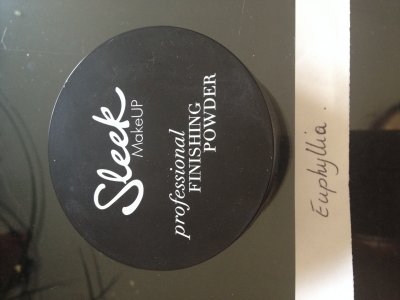 Sleek
MakeUP
professional
FINISHING
POWDER
Euphyllia.